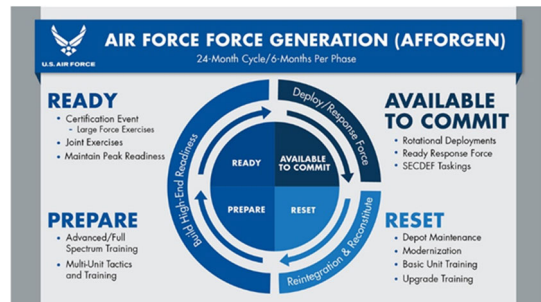 AIR FORCE FORCE GENERATION (AFFORGEN)
24-Month Cycle/6-Months Per Phase
U.S. AIR FORCE
READY
• Certification Event
- Large Force Exercises
• Joint Exercises
• Maintain Peak Readiness
PREPARE
• Advanced/Full
Spectrum Training
• Multi-Unit Tactics
and Training
Build High-End Readiness
Deploy/Response Force
Reintegration & Reconstitute
READY
AVAILABLE
TO COMMIT
PREPARE
RESET
AVAILABLE
TO COMMIT
• Rotational Deployments
• Ready Response Force
• SECDEF Taskings
RESET
• Depot Maintenance
• Modernization
• Basic Unit Training
• Upgrade Training